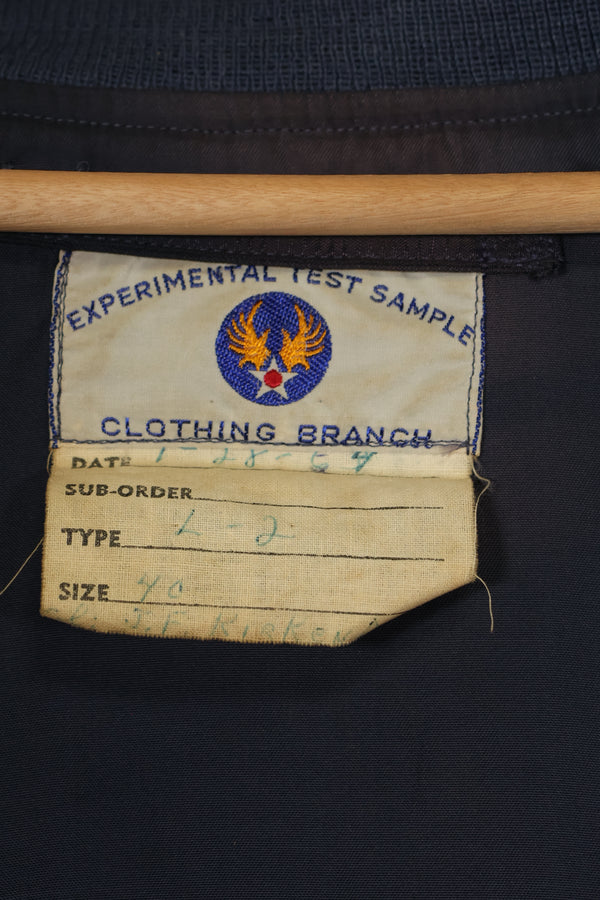 EXPERIMENTAL TEST SAMPLE
CLOTHING BRANCH
DATE 1-28-54
SUB-ORDER
TYPE L-2
SIZE 40